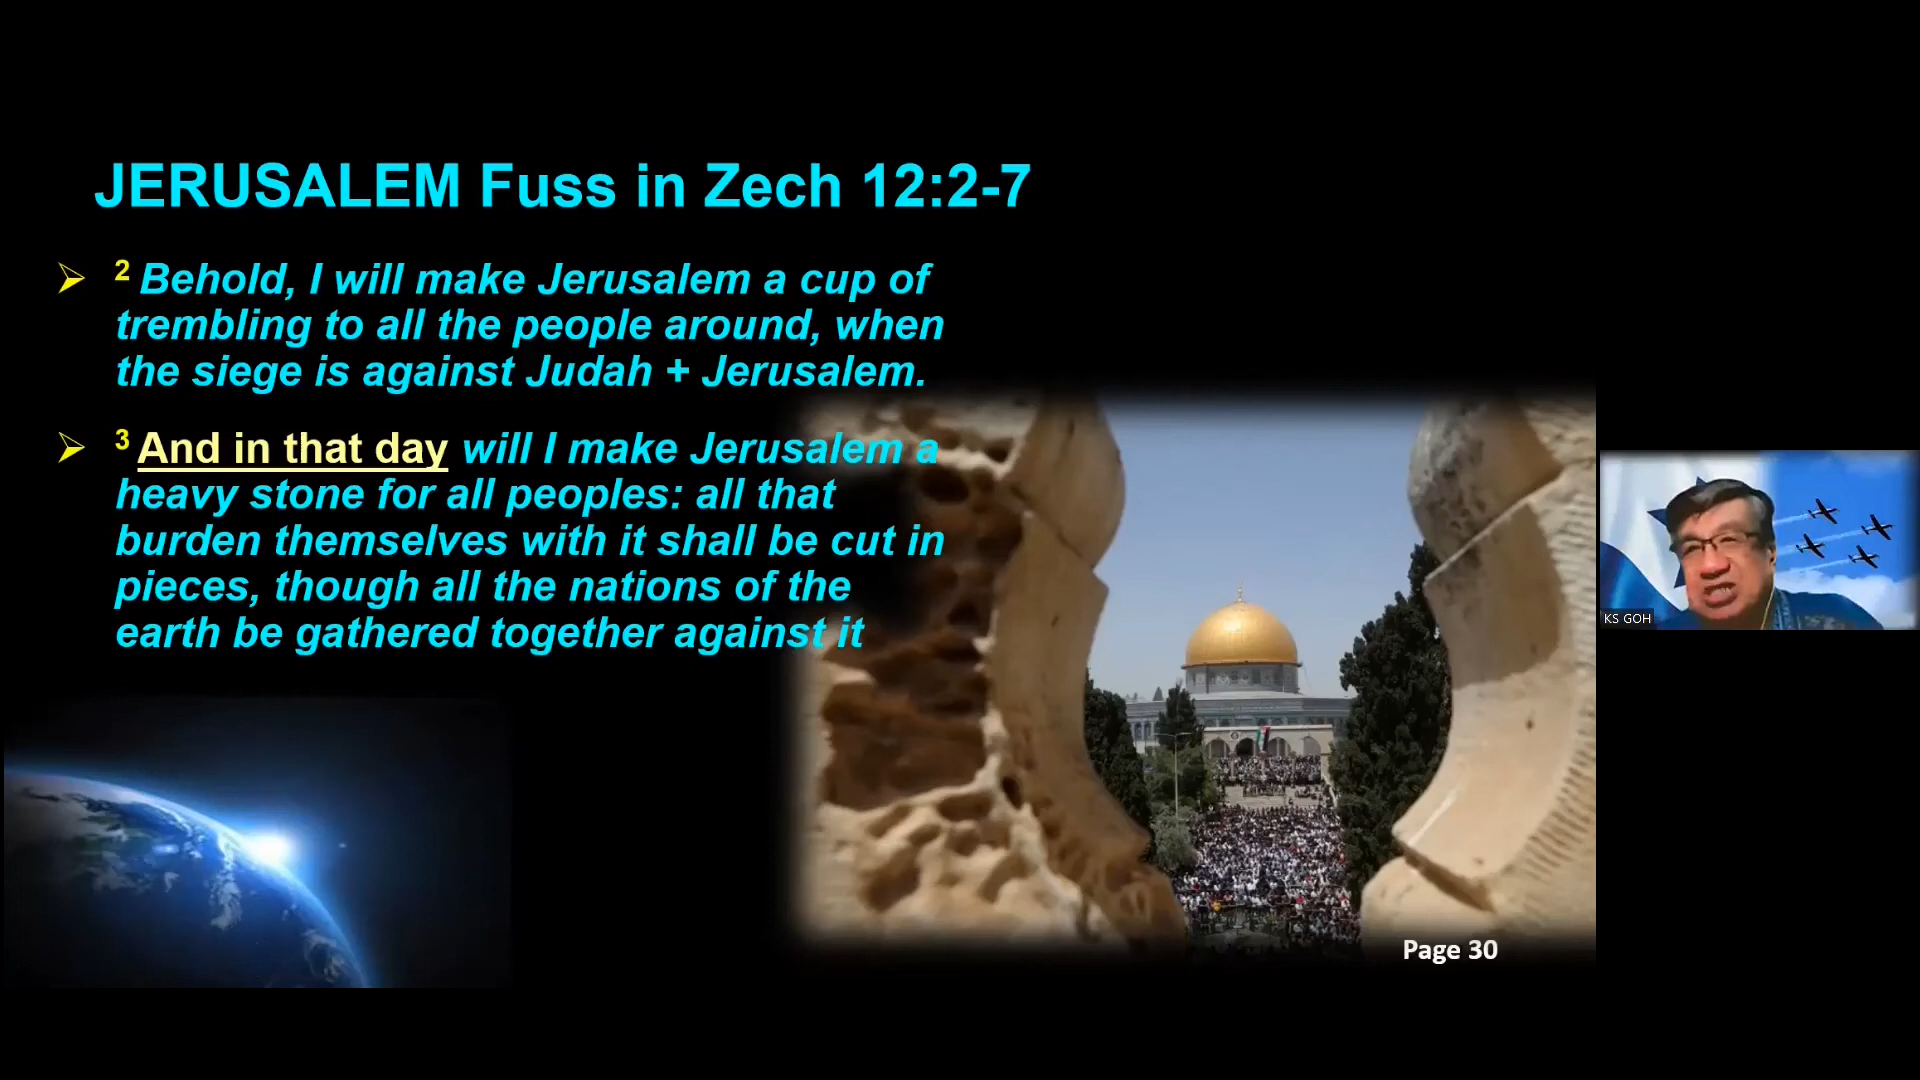 JERUSALEM Fuss in Zech 12:2-7
➢ 2 Behold, I will make Jerusalem a cup of
trembling to all the people around, when
the siege is against Judah + Jerusalem.
➢ 3 And in that day will I make Jerusalem a
heavy stone for all peoples: all that
burden themselves with it shall be cut in
pieces, though all the nations of the
earth be gathered together against it
KS GOH
Page 30